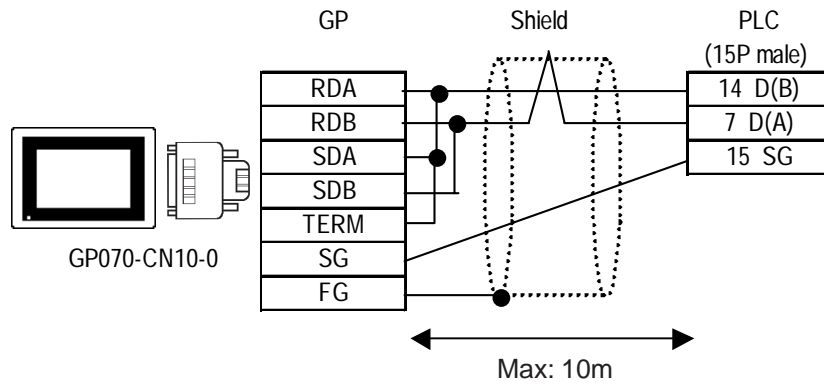 GP
Shield
PLC
(15P male)
RDA
14 D(B)
RDB
7 D(A)
SDA
15 SG
SDB
TERM
SG
FG
GP070-CN10-0
Max: 10m